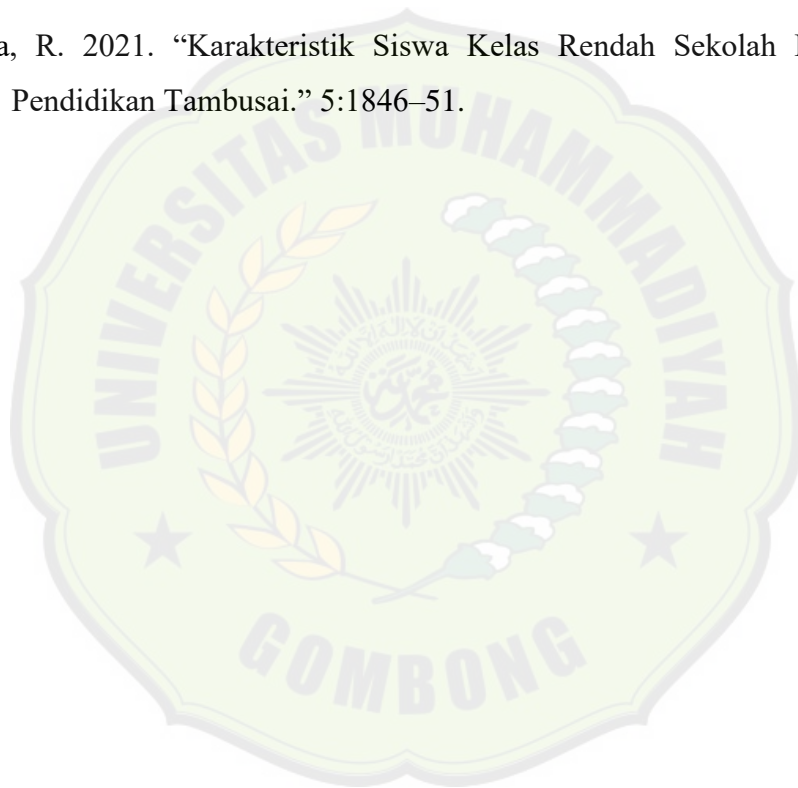 a, R. 2021. “Karakteristik Siswa Kelas Rendah Sekolah
Pendidikan Tambusai.” 5:1846–51.
UNIVERSITAS MUHAMMADIYAH
GOMBONG